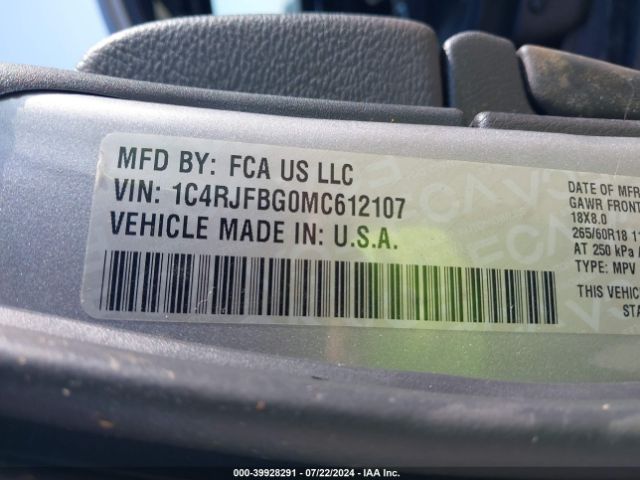 MFD BY: FCA US LLC
VIN: 1C4RJFBG0MC612107
VEHICLE MADE IN: U.S.A.
DATE OF MFR
GAWR FRONT
18X8.0
265/60R18
AT 250 kPa
TYPE: MPV
THIS VEHIC
STA
000-39928291 - 07/22/2024 - IAA Inc.